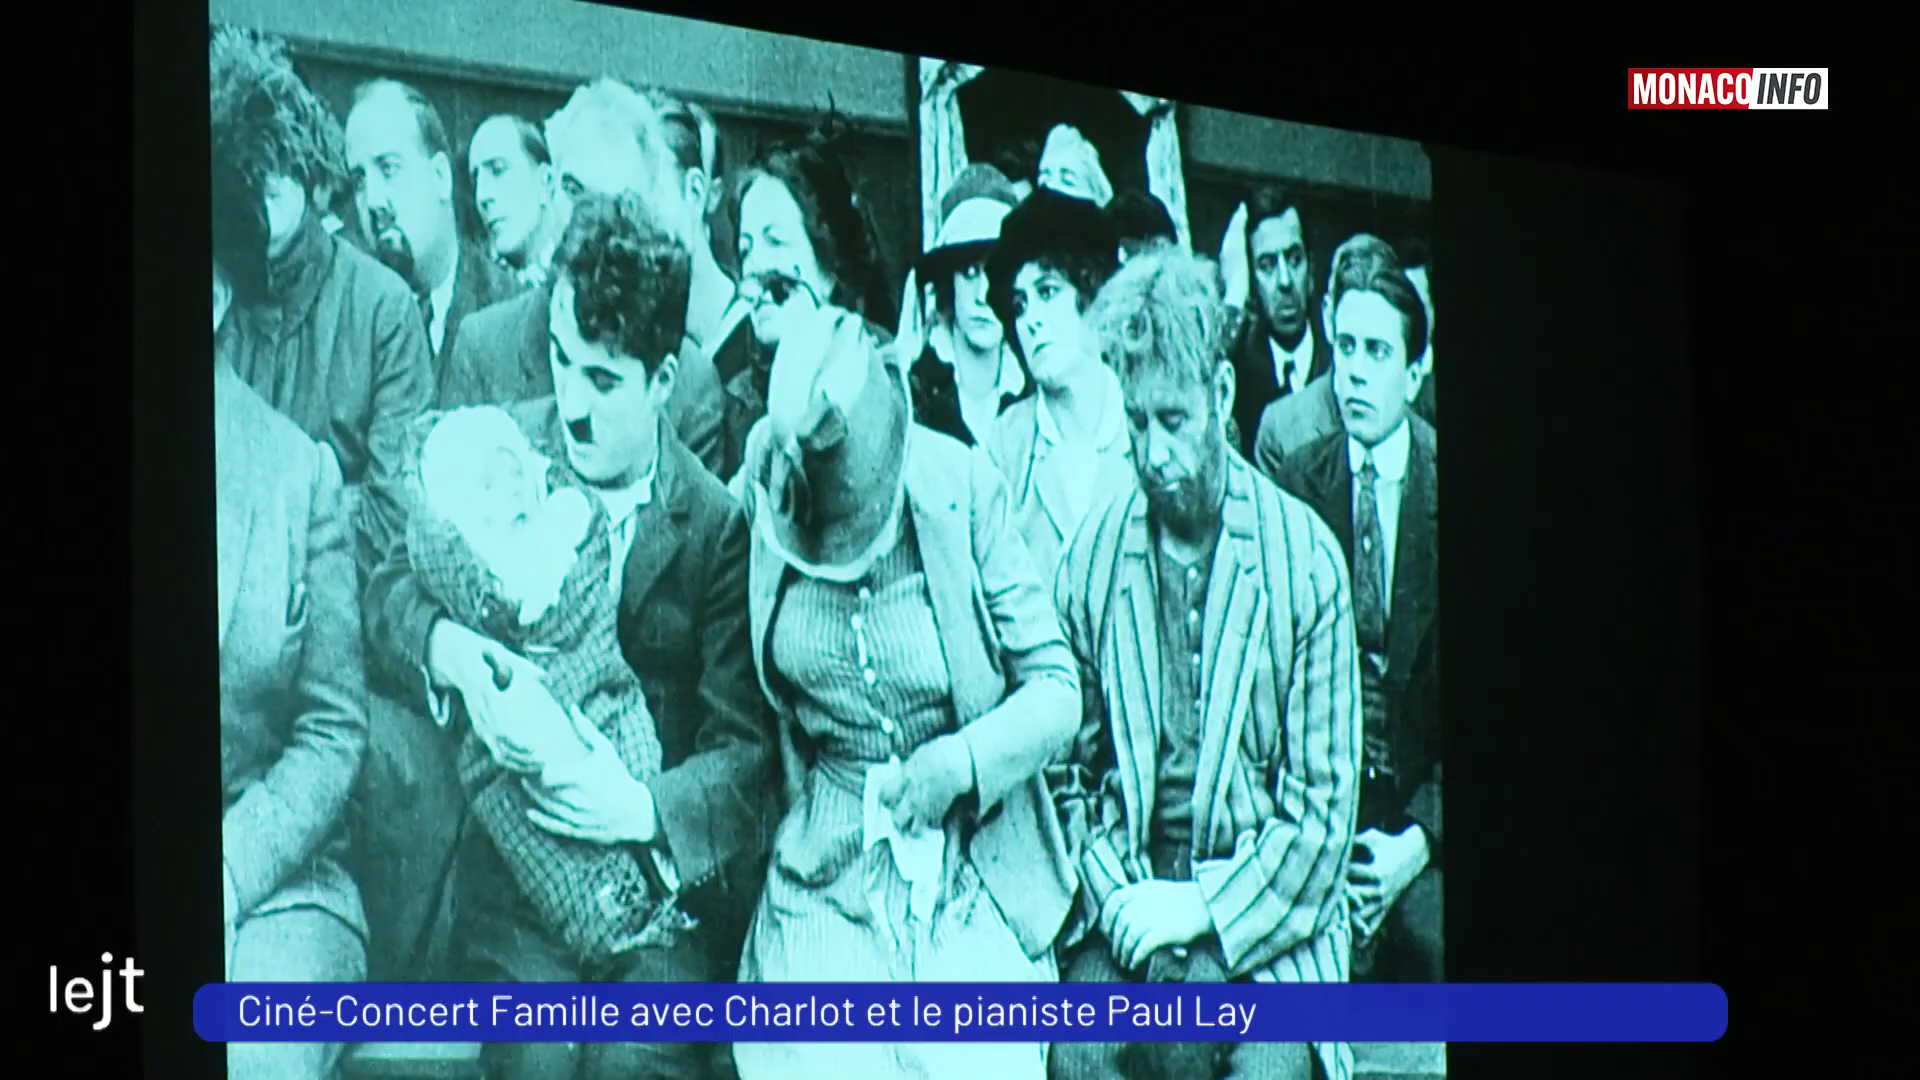 MONACO INFO
lejt
Ciné-Concert Famille avec Charlot et le pianiste Paul Lay